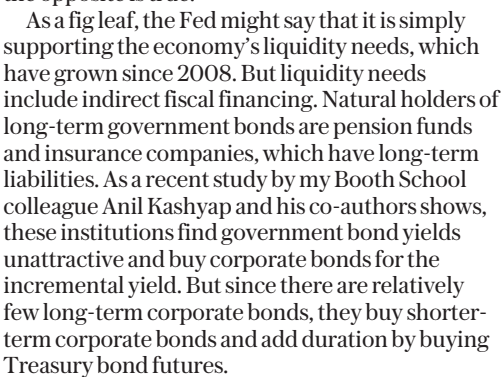 As a fig leaf, the Fed might say that it is simply
supporting the economy's liquidity needs, which
have grown since 2008. But liquidity needs
include indirect fiscal financing. Natural holders of
long-term government bonds are pension funds
and insurance companies, which have long-term
liabilities. As a recent study by my Booth School
colleague Anil Kashyap and his co-authors shows,
these institutions find government bond yields
unattractive and buy corporate bonds for the
incremental yield. But since there are relatively
few long-term corporate bonds, they buy shorter-
term corporate bonds and add duration by buying
Treasury bond futures.